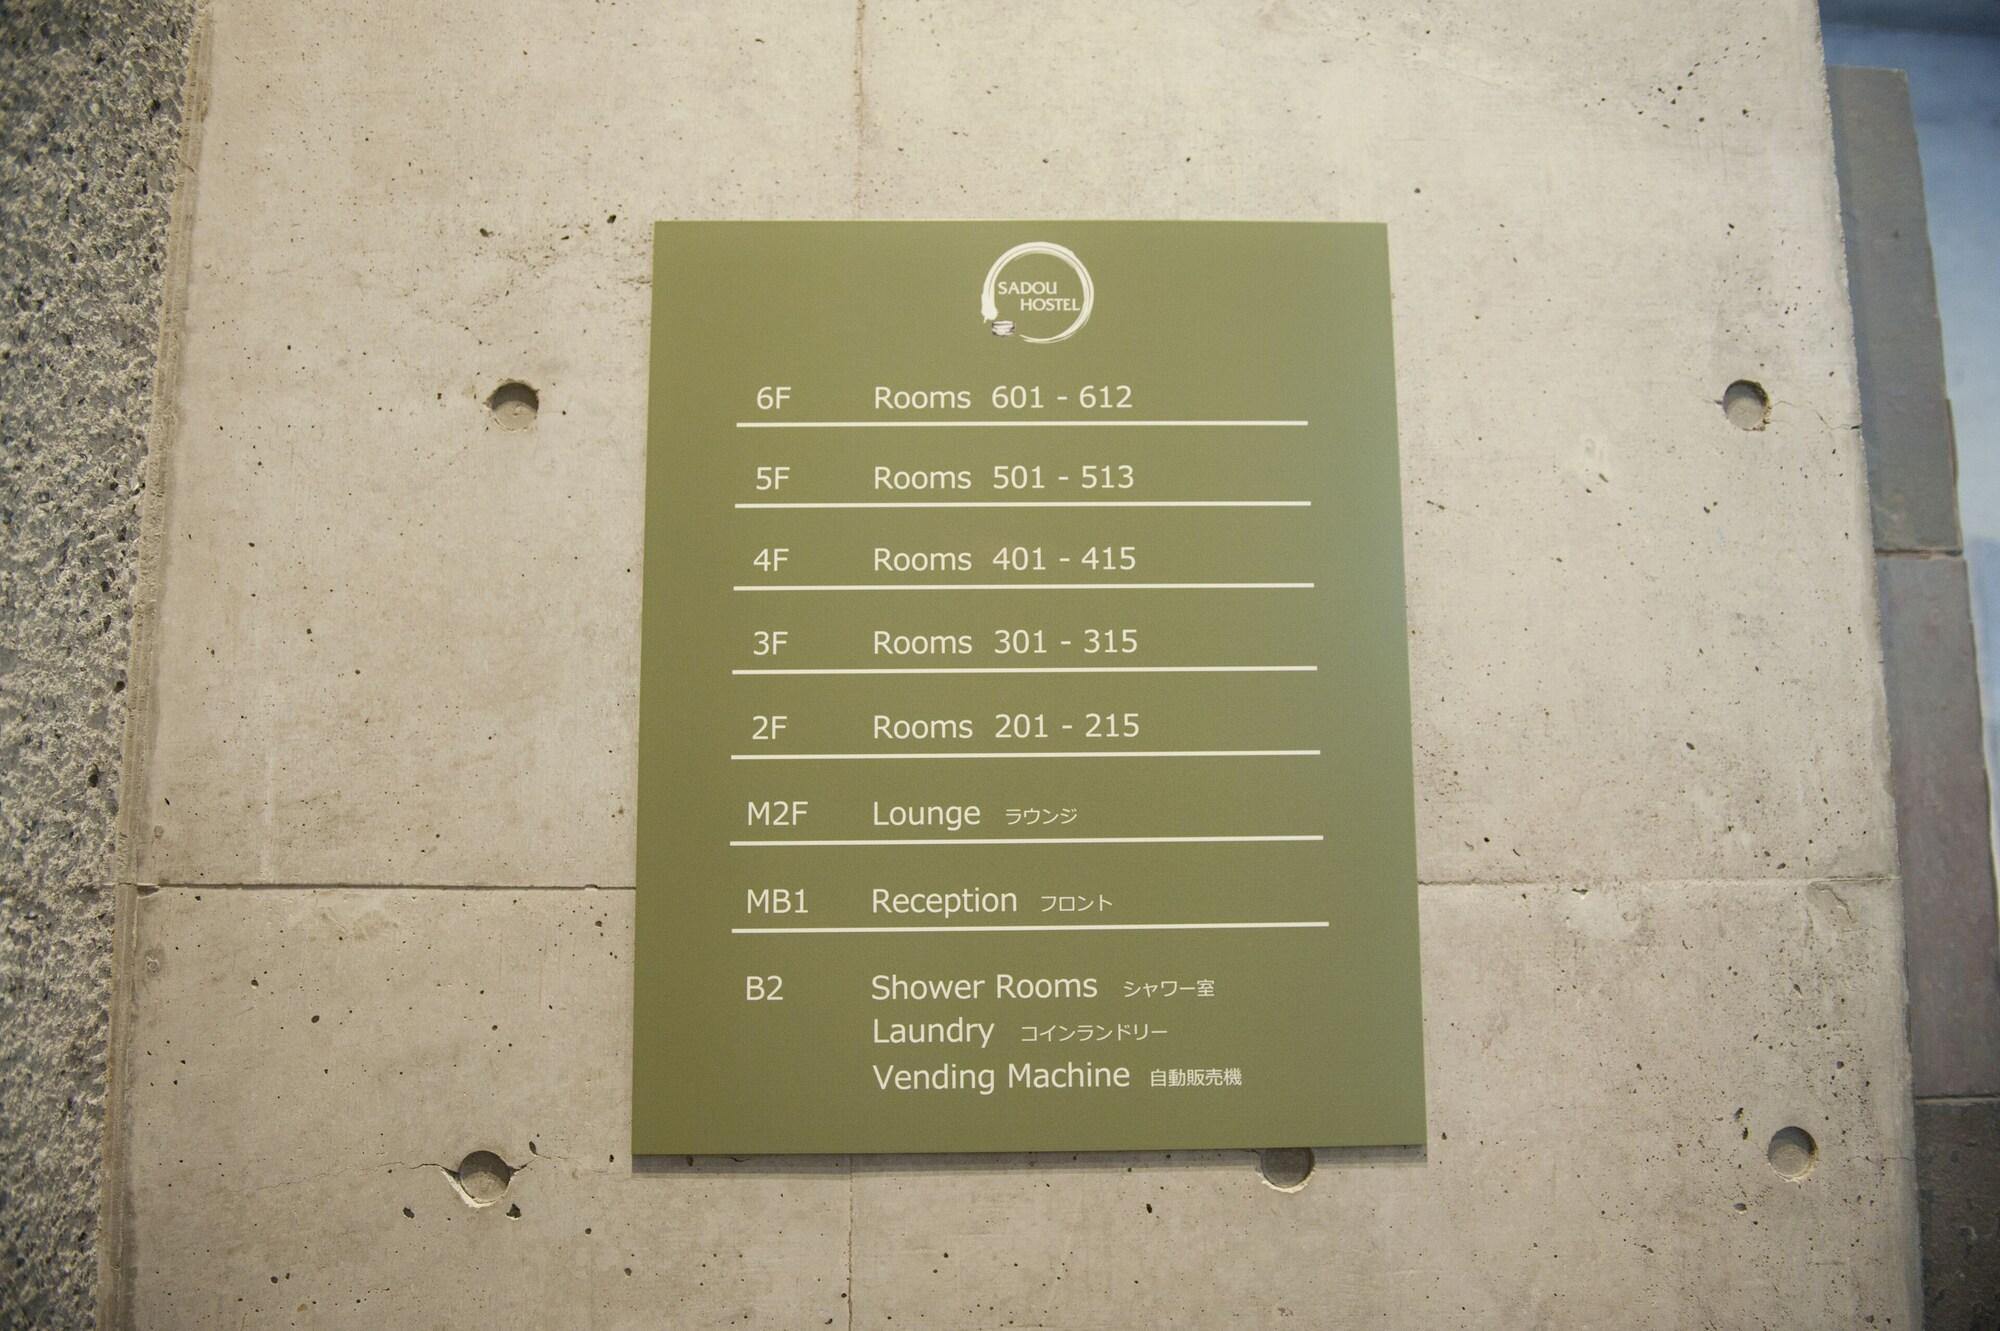 SADOU
HOSTEL
6F Rooms 601 - 612
5F Rooms 501 - 513
4F Rooms 401 - 415
3F Rooms 301 - 315
2F Rooms 201 - 215
M2F Lounge ラウンジ
MB1 Reception フロント
B2 Shower Rooms シャワー室
Laundry コインランドリー
Vending Machine 自動販売機